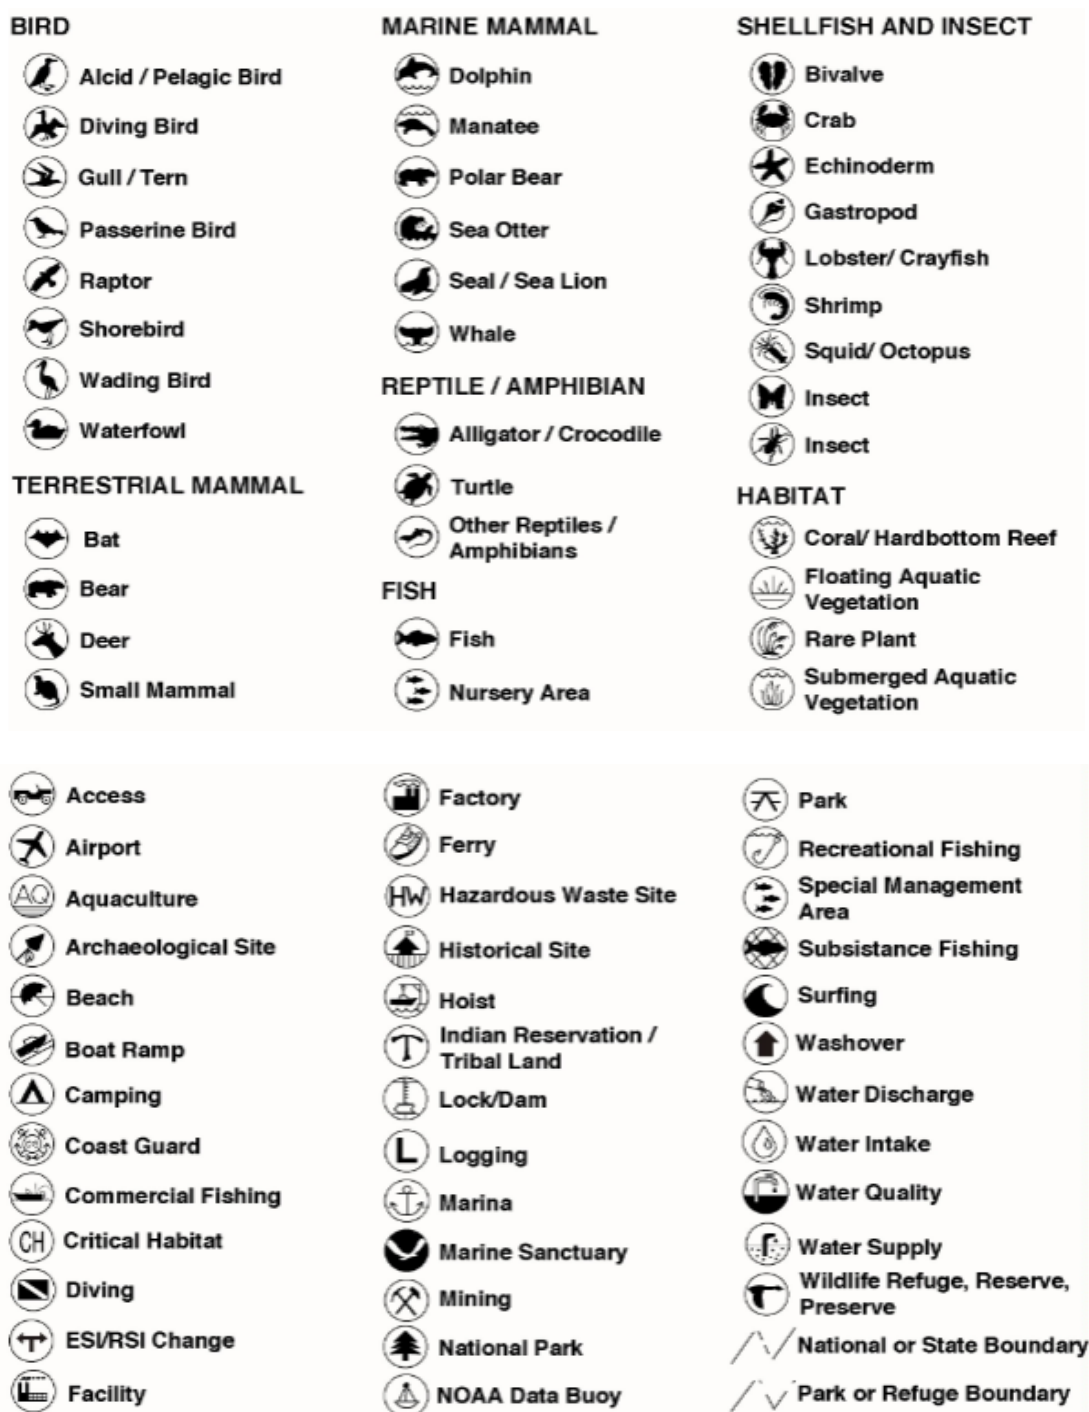 BIRD
Alcid / Pelagic Bird
Diving Bird
Gull / Tern
Passerine Bird
Raptor
Shorebird
Wading Bird
Waterfowl
TERRESTRIAL MAMMAL
Bat
Bear
Deer
Small Mammal
MARINE MAMMAL
Dolphin
Manatee
Polar Bear
Sea Otter
Seal / Sea Lion
Whale
REPTILE / AMPHIBIAN
Alligator / Crocodile
Turtle
Other Reptiles /
Amphibians
FISH
Fish
Nursery Area
SHELLFISH AND INSECT
Bivalve
Crab
Echinoderm
Gastropod
Lobster/ Crayfish
Shrimp
Squid/ Octopus
Insect
Insect
HABITAT
Coral/ Hardbottom Reef
Floating Aquatic
Vegetation
Rare Plant
Submerged Aquatic
Vegetation
Access
Airport
AQ Aquaculture
Archaeological Site
Beach
Boat Ramp
Camping
Coast Guard
Commercial Fishing
CH Critical Habitat
Diving
ESI/RSI Change
Facility
Factory
Ferry
HW Hazardous Waste Site
Historical Site
Hoist
Indian Reservation /
Tribal Land
Lock/Dam
L Logging
Marina
Marine Sanctuary
Mining
National Park
NOAA Data Buoy
Park
Recreational Fishing
Special Management
Area
Subsistance Fishing
Surfing
Washover
Water Discharge
Water Intake
Water Quality
Water Supply
Wildlife Refuge, Reserve,
Preserve
National or State Boundary
Park or Refuge Boundary